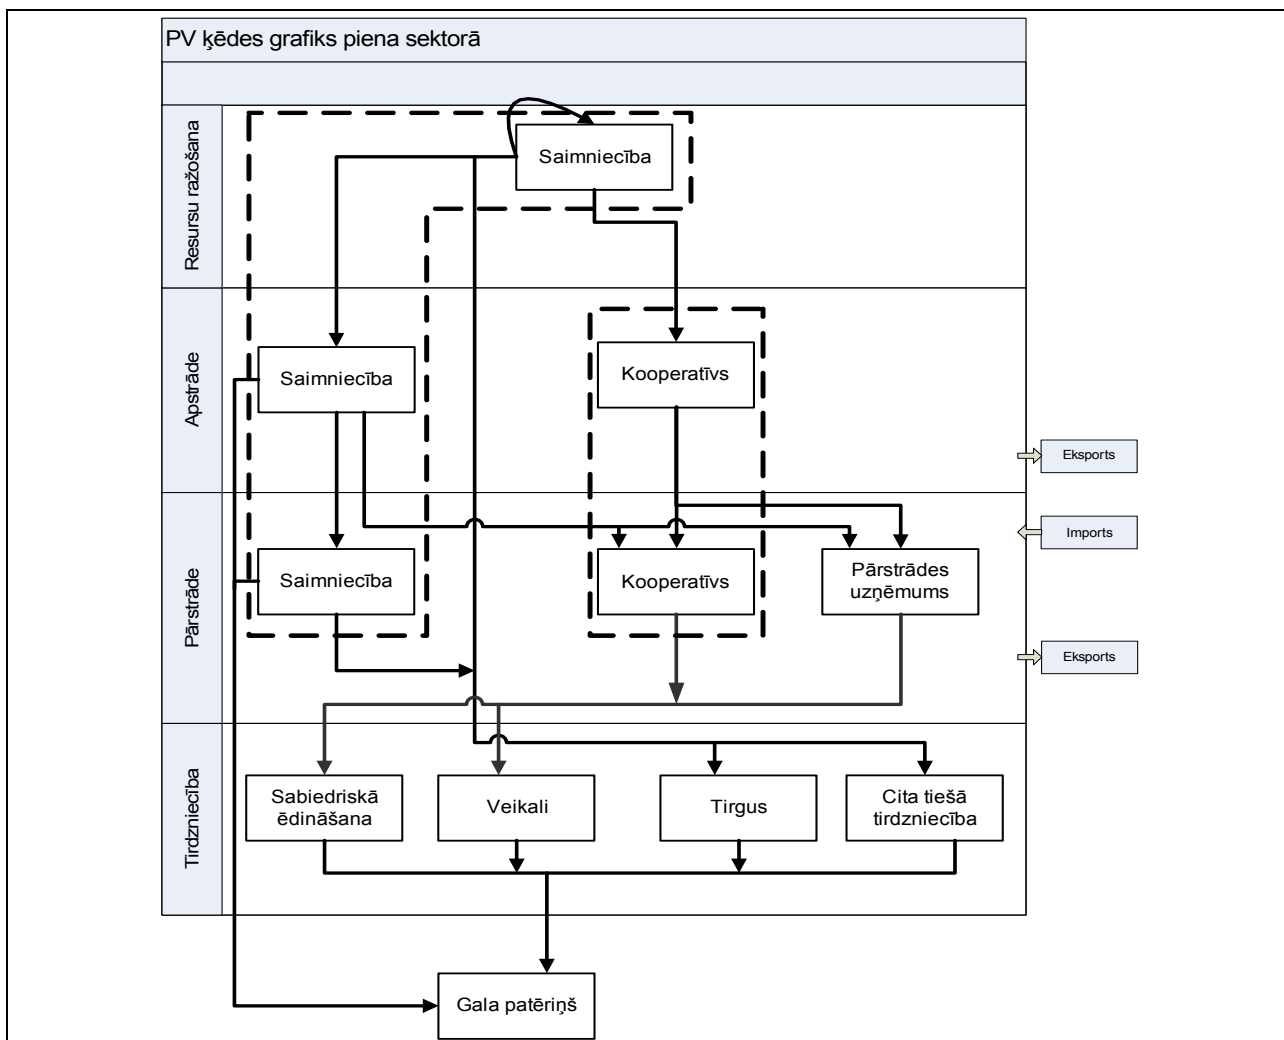 PV ķēdes grafiks piena sektorā
Resursu ražošana
Saimniecība
Apstrāde
Saimniecība
Kooperatīvs
Eksports
Pārstrāde
Imports
Saimniecība
Kooperatīvs
Pārstrādes
uzņēmums
Eksports
Tirdzniecība
Sabiedriskā
ēdināšana
Veikali
Tirgus
Cita tiešā
tirdzniecība
Gala patēriņš